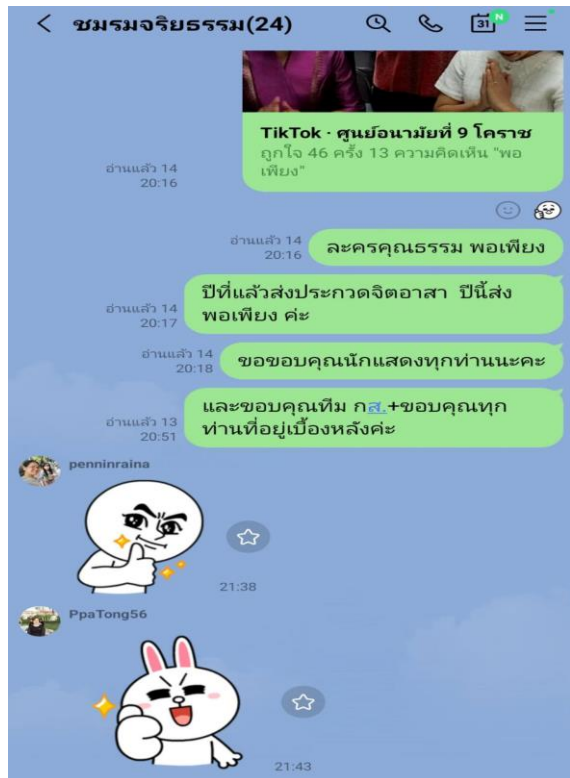 ชมรมจริยธรรม(24)
31
N
TikTok · ศูนย์อนามัยที่ 9 โคราช
ถูกใจ 46 ครั้ง 13 ความคิดเห็น "พอ
เพียง"
อ่านแล้ว 14
20:16
อ่านแล้ว 14
20:16
ละครคุณธรรม พอเพียง
ปีที่แล้วส่งประกวดจิตอาสา ปีนี้ส่ง
พอเพียง ค่ะ
อ่านแล้ว 14
20:17
อ่านแล้ว 14
20:18
ขอขอบคุณนักแสดงทุกท่านนะคะ
และขอบคุณทีม กส.+ขอบคุณทุก
ท่านที่อยู่เบื้องหลังค่ะ
อ่านแล้ว 13
20:51
penninraina
21:38
PpaTong56
21:43